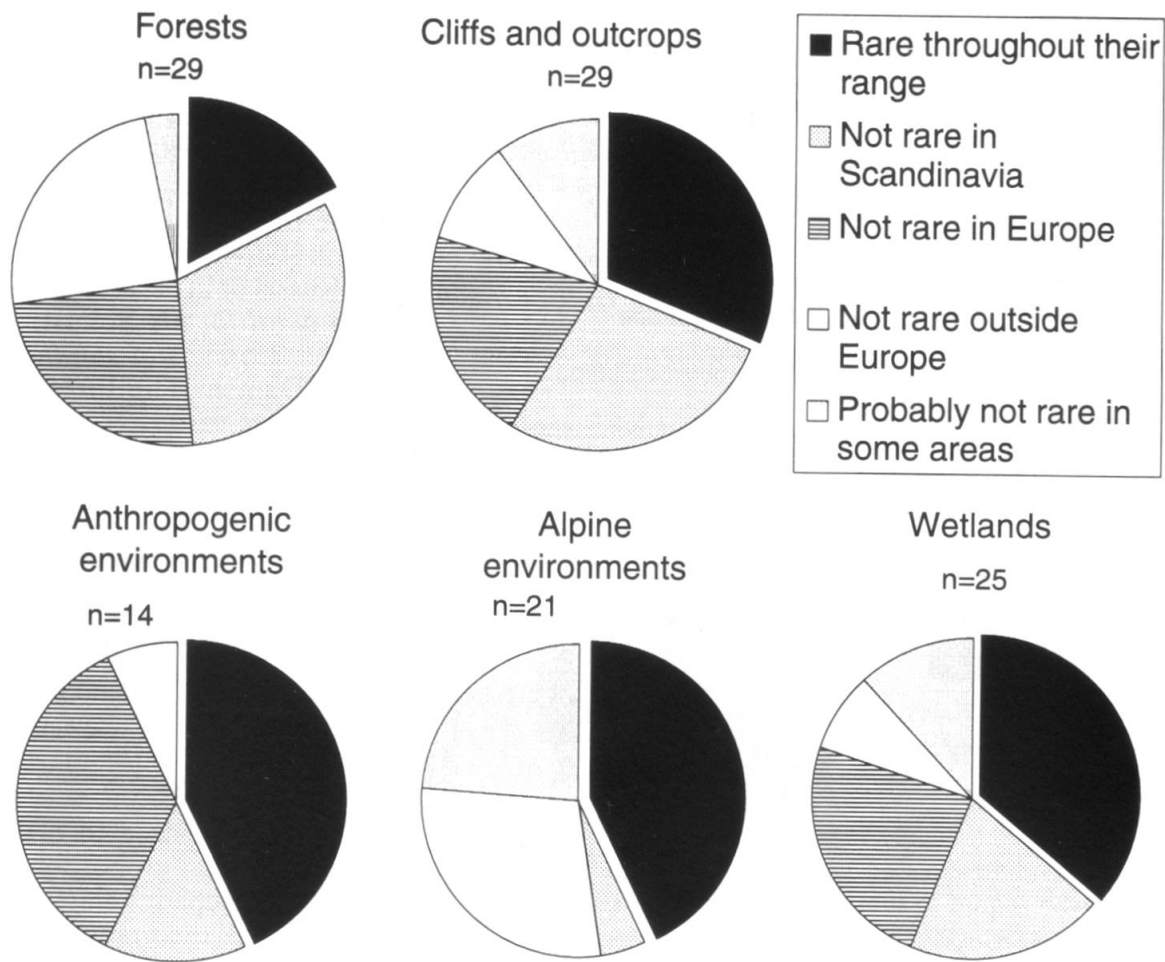 Forests
n=29
Cliffs and outcrops
n=29
Rare throughout their
range
Not rare in
Scandinavia
Not rare in Europe
Not rare outside
Europe
Probably not rare in
some areas
Anthropogenic
environments
n=14
Alpine
environments
n=21
Wetlands
n=25